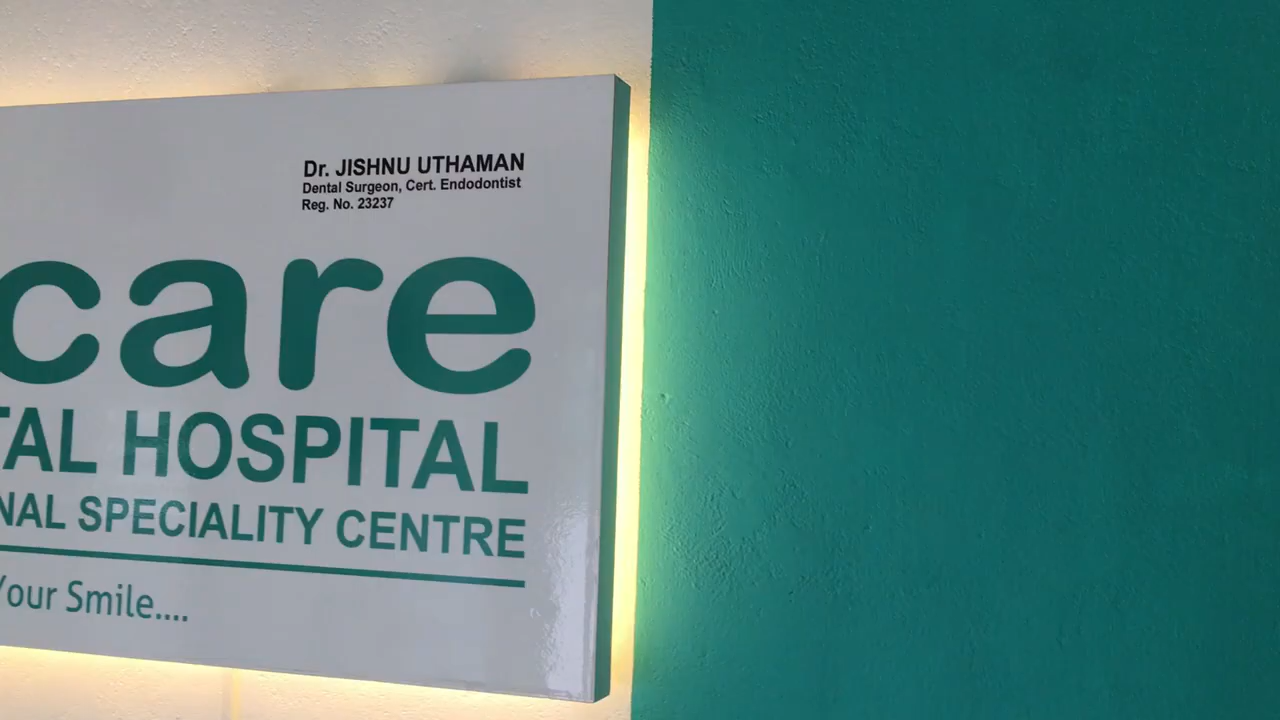 Dr. JISHNU UTHAMAN
Dental Surgeon, Cert. Endodontist
Reg. No. 23237
care
TAL HOSPITAL
NAL SPECIALITY CENTRE
Your Smile....